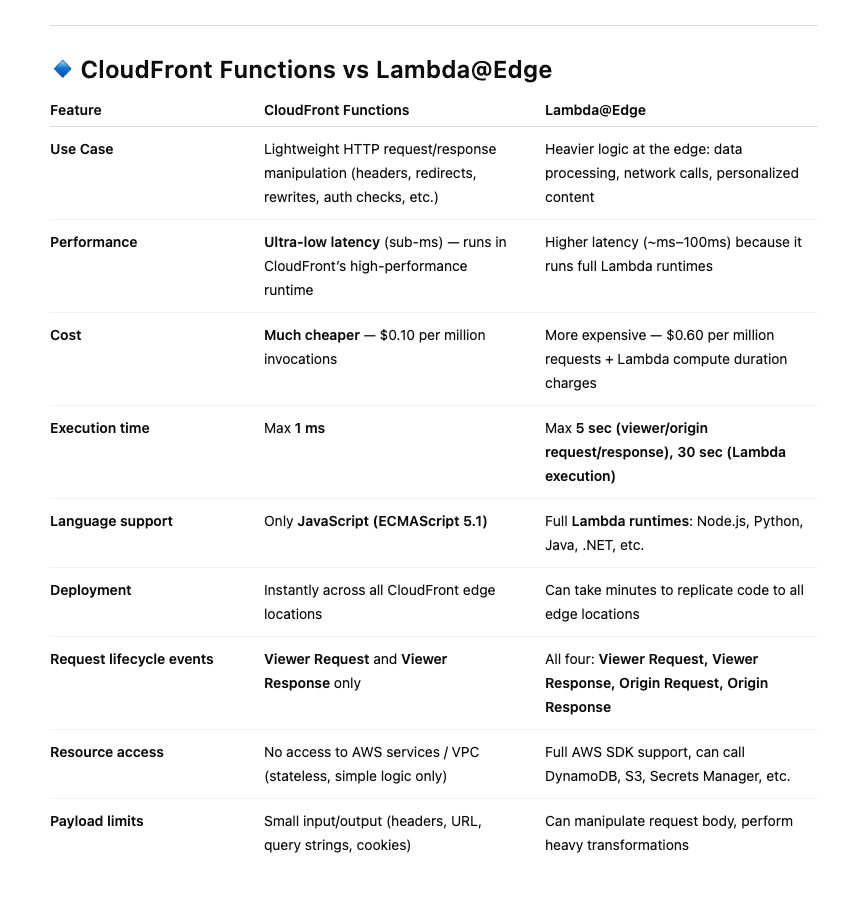 CloudFront Functions vs Lambda@Edge
Feature CloudFront Functions Lambda@Edge
Use Case Lightweight HTTP request/response Heavier logic at the edge: data
manipulation (headers, redirects, processing, network calls, personalized
rewrites, auth checks, etc.) content
Performance Ultra-low latency (sub-ms) — runs in Higher latency (~ms–100ms) because it
CloudFront’s high-performance runs full Lambda runtimes
runtime
Cost Much cheaper — $0.10 per million More expensive — $0.60 per million
invocations requests + Lambda compute duration
charges
Execution time Max 1 ms Max 5 sec (viewer/origin
request/response), 30 sec (Lambda
execution)
Language support Only JavaScript (ECMAScript 5.1) Full Lambda runtimes: Node.js, Python,
Java, .NET, etc.
Deployment Instantly across all CloudFront edge Can take minutes to replicate code to all
locations edge locations
Request lifecycle events Viewer Request and Viewer All four: Viewer Request, Viewer
Response only Response, Origin Request, Origin
Response
Resource access No access to AWS services / VPC Full AWS SDK support, can call
(stateless, simple logic only) DynamoDB, S3, Secrets Manager, etc.
Payload limits Small input/output (headers, URL, Can manipulate request body, perform
query strings, cookies) heavy transformations